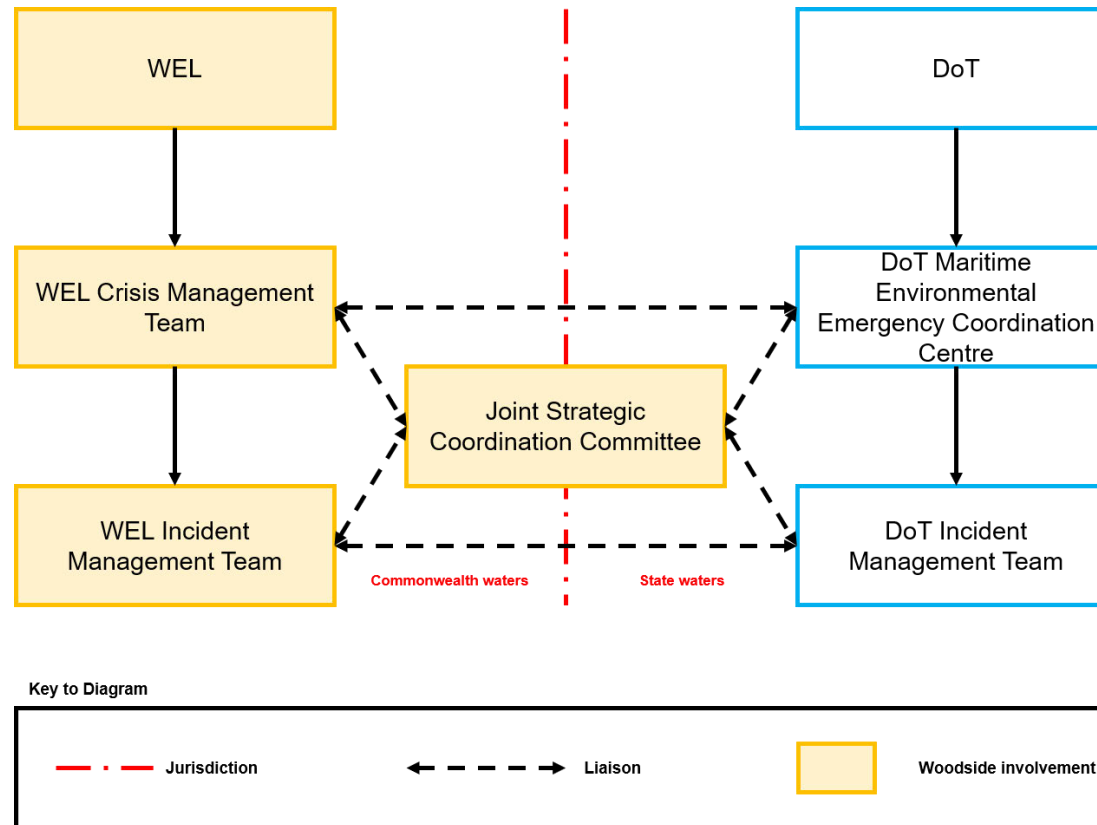 WEL
DoT
WEL Crisis Management
Team
DoT Maritime
Environmental
Emergency Coordination
Centre
Joint Strategic
Coordination Committee
WEL Incident
Management Team
DoT Incident
Management Team
Commonwealth waters
State waters
Key to Diagram
Jurisdiction
Liaison
Woodside involvement